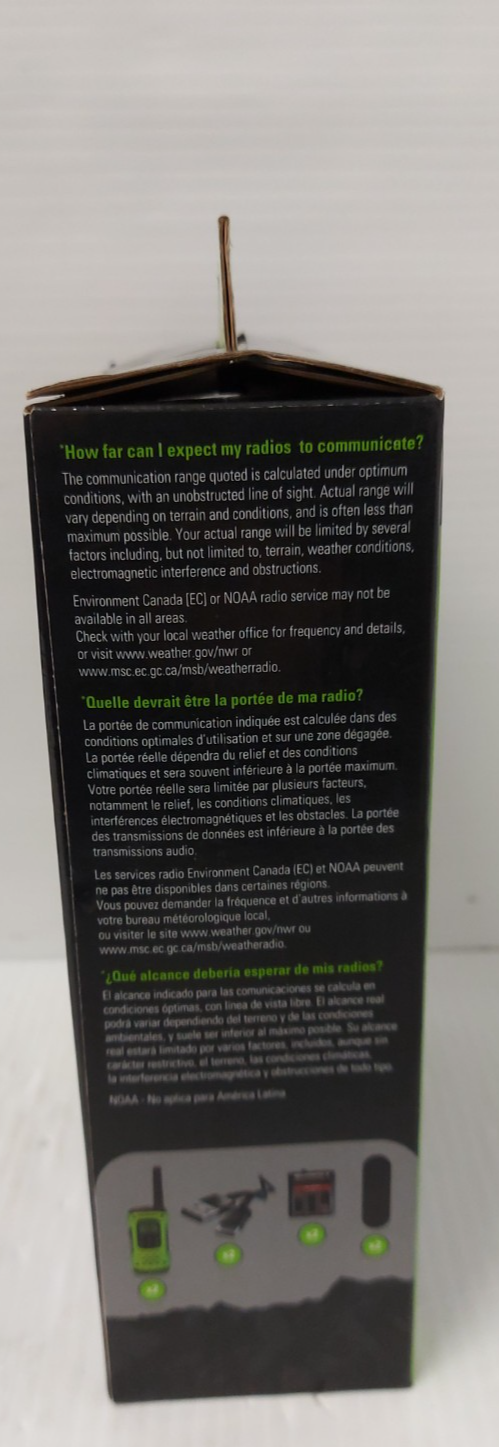 *How far can I expect my radios to communicate?
The communication range quoted is calculated under optimum
conditions, with an unobstructed line of sight. Actual range will
vary depending on terrain and conditions, and is often less than
maximum possible. Your actual range will be limited by several
factors including, but not limited to, terrain, weather conditions,
electromagnetic interference and obstructions.
Environment Canada [EC] or NOAA radio service may not be
available in all areas.
Check with your local weather office for frequency and details,
or visit www.weather.gov/nwr or
www.msc.ec.gc.ca/msb/weatherradio.
*Quelle devrait être la portée de ma radio?
La portée de communication indiquée est calculée dans des
conditions optimales d'utilisation et sur une zone dégagée.
La portée réelle dépendra du relief et des conditions
climatiques et sera souvent inférieure à la portée maximum.
Votre portée réelle sera limitée par plusieurs facteurs,
notamment le relief, les conditions climatiques, les
interférences électromagnétiques et les obstacles. La portée
des transmissions de données est inférieure à la portée des
transmissions audio.
Les services radio Environment Canada (EC) et NOAA peuvent
ne pas être disponibles dans certaines régions.
Vous pouvez demander la fréquence et d'autres informations à
votre bureau météorologique local,
ou visiter le site www.weather.gov/nwr ou
www.msc.ec.gc.ca/msb/weatheradio.
*¿Qué alcance debería esperar de mis radios?
El alcance indicado para las comunicaciones se calcula en
condiciones óptimas, con línea de vista libre. El alcance real
podrá variar dependiendo del terreno y de las condiciones
ambientales, y suele ser inferior al máximo posible. Su alcance
real estará limitado por varios factores, incluidos, aunque sin
carácter restrictivo, el terreno, las condiciones climáticas,
la interferencia electromagnética y obstrucciones de todo tipo.
NOAA - No aplica para América Latina
x2
x2